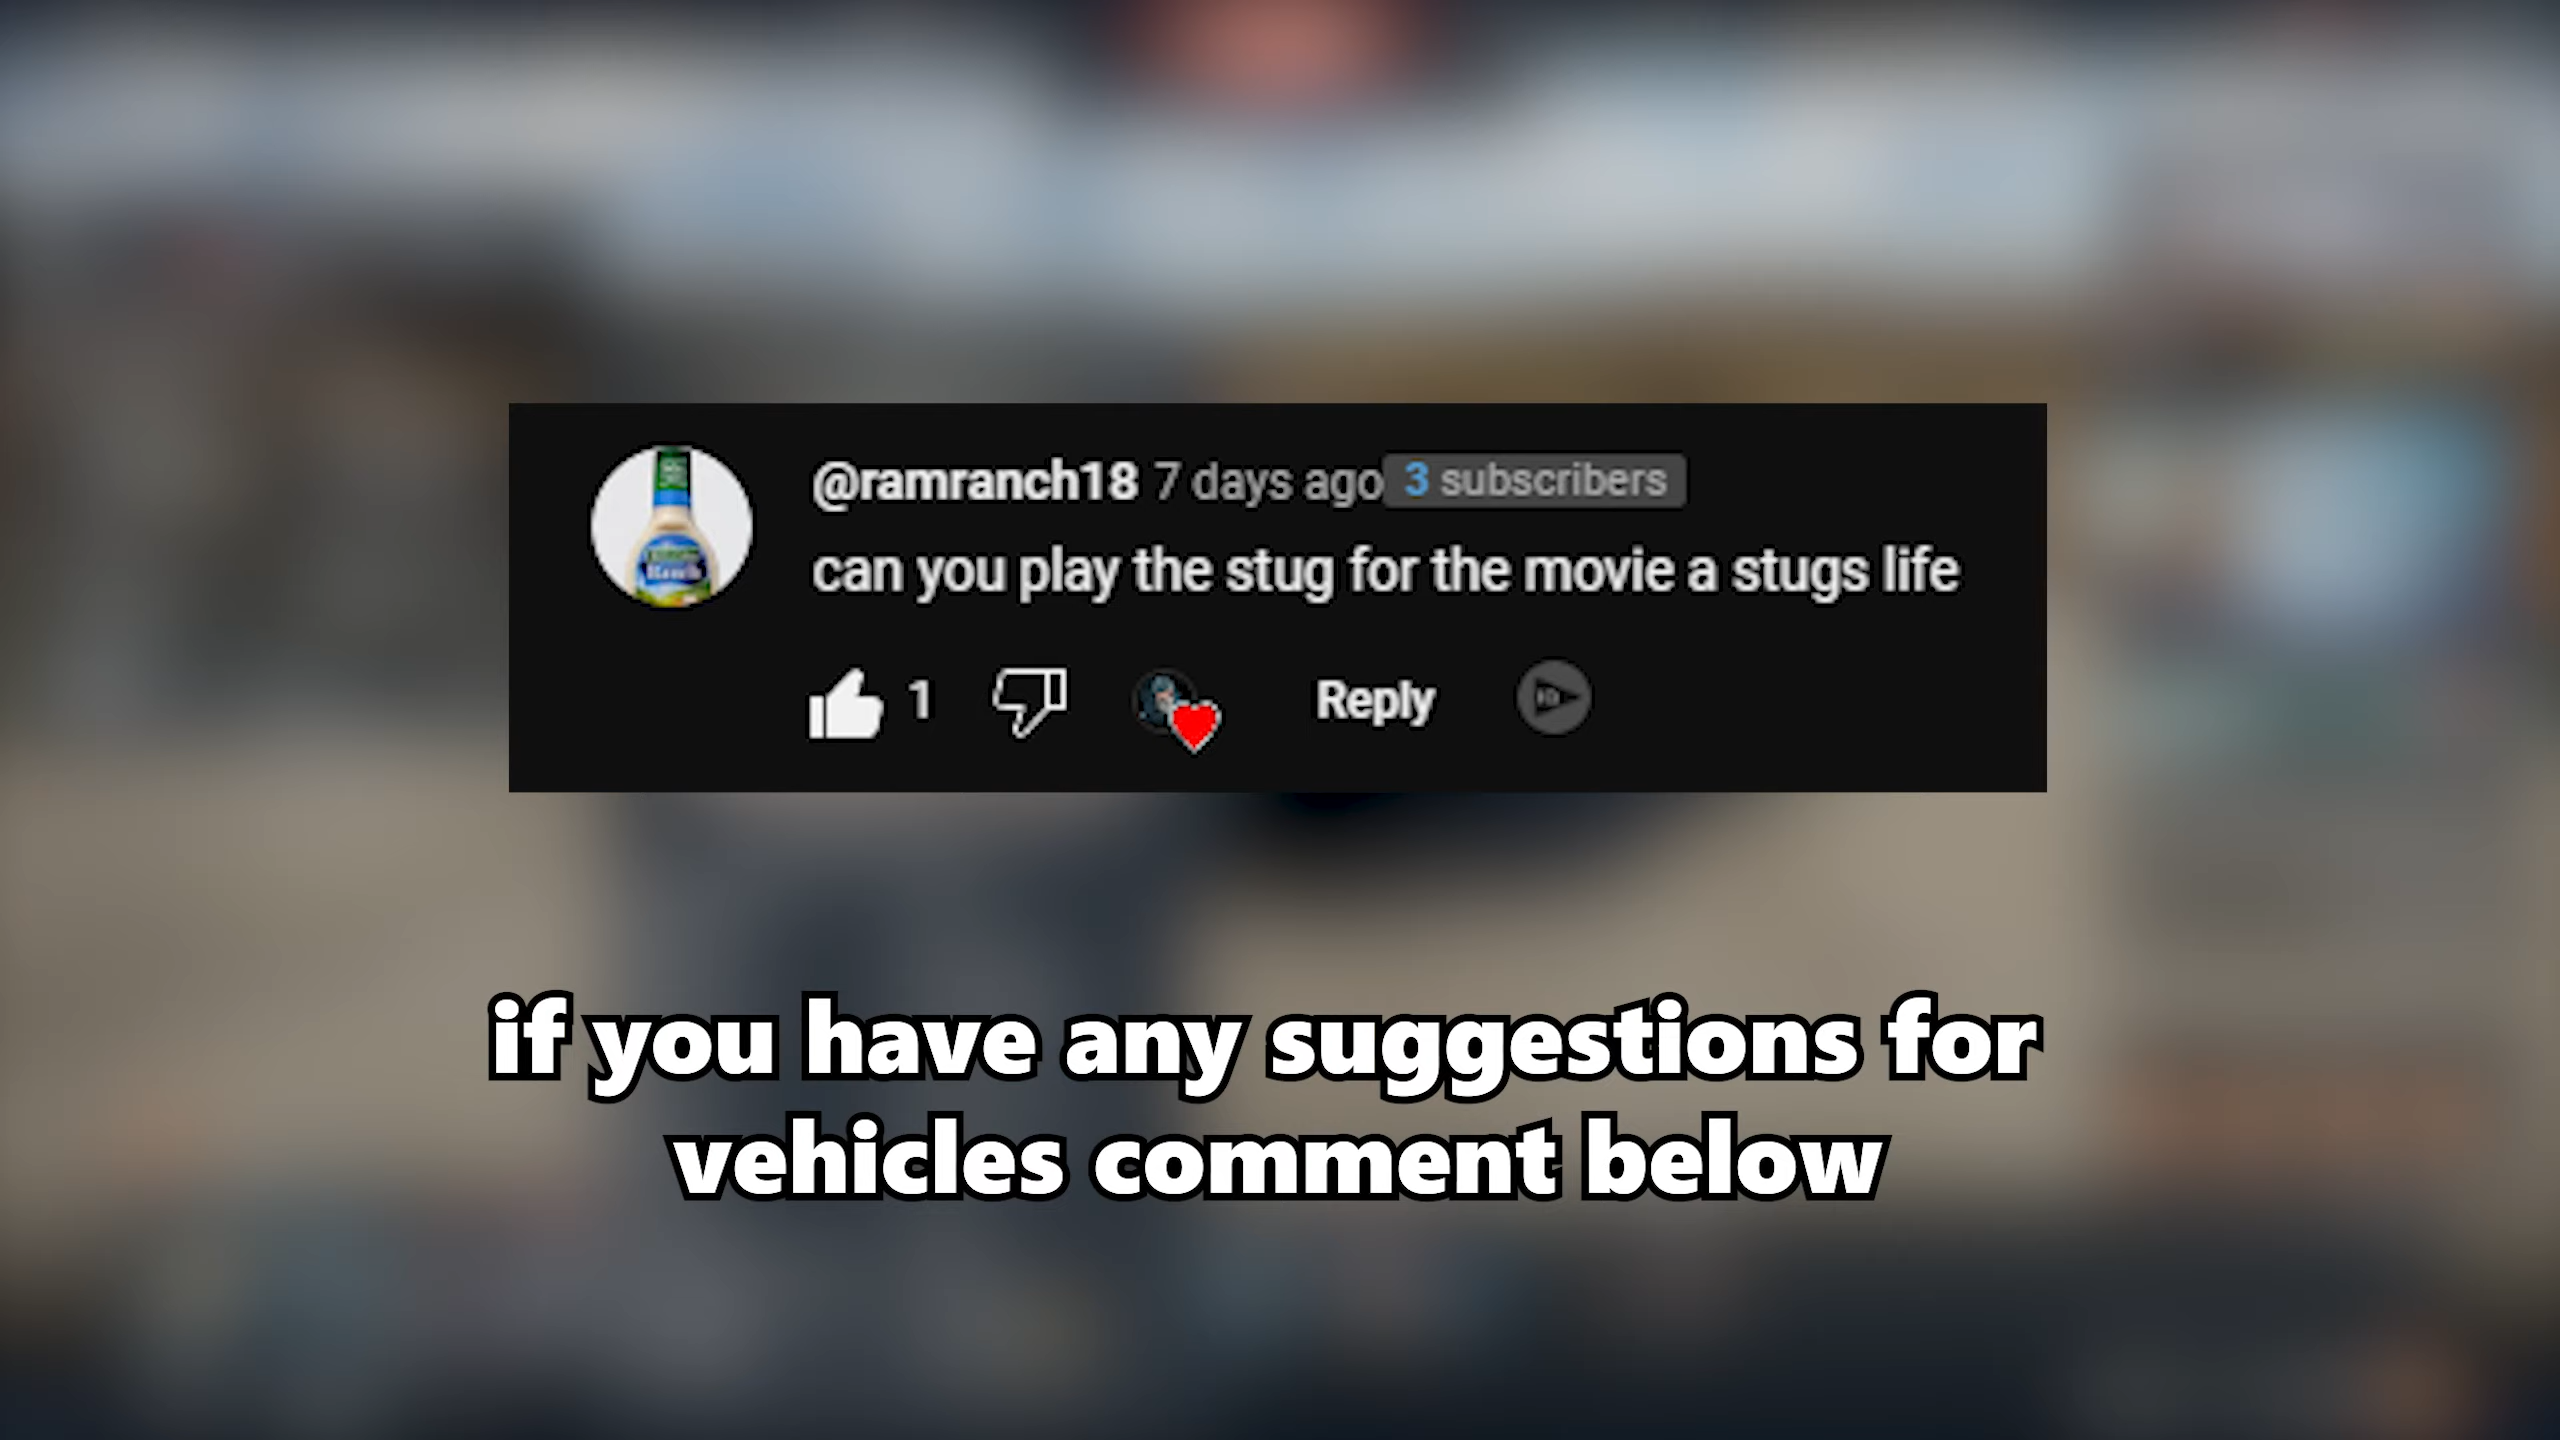 @ramranch18 7 days ago 3 subscribers
can you play the stug for the movie a stugs life
1 Reply
if you have any suggestions for
vehicles comment below